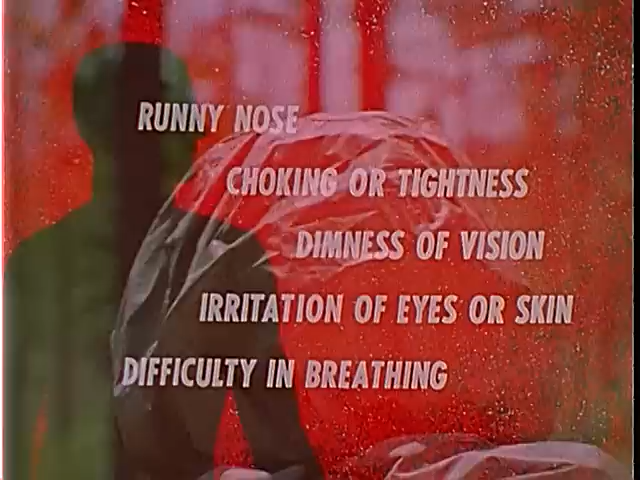 RUNNY NOSE
CHOKING OR TIGHTNESS
DIMNESS OF VISION
IRRITATION OF EYES OR SKIN
DIFFICULTY IN BREATHING